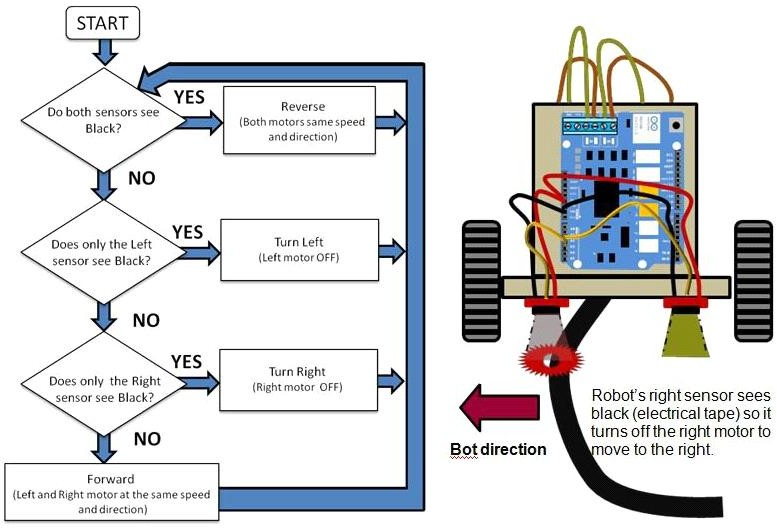 START
Do both sensors see
Black?
YES
Reverse
(Both motors same speed
and direction)
NO
Does only the Left
sensor see Black?
YES
Turn Left
(Left motor OFF)
NO
Does only the Right
sensor see Black?
YES
Turn Right
(Right motor OFF)
NO
Forward
(Left and Right motor at the same speed
and direction)
Bot direction
Robot's right sensor sees
black (electrical tape) so it
turns off the right motor to
move to the right.